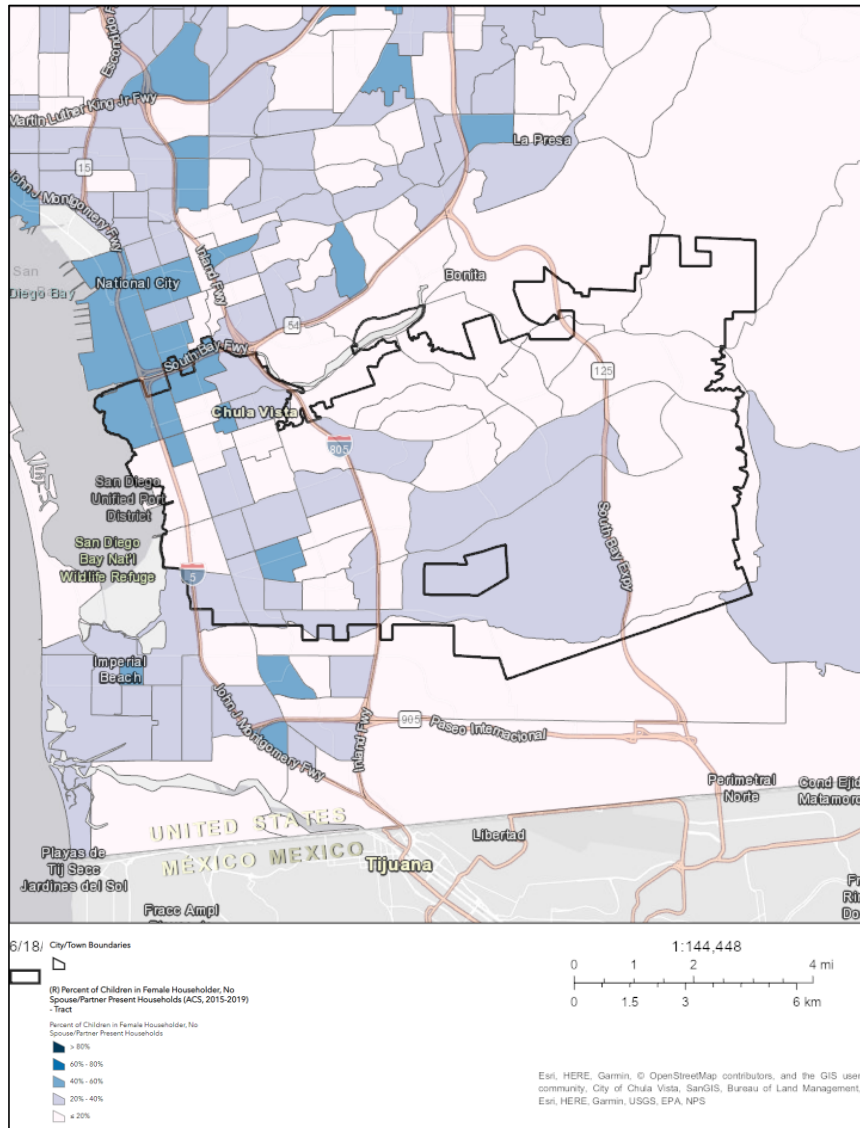 Escondido
Martin Luther King Jr Fwy
La Presa
15
John J Montgomery Fwy
San
Diego Bay
National City
Inland Fwy
Bonita
54
South Bay Fwy
125
Chula Vista
805
San Diego
Unified Port
District
San Diego
Bay Nat'l
Wildlife Refuge
South Bay Expy
5
Imperial
Beach
John J Montgomery Fwy
Inland Fwy
905
Paseo Internacional
Perimetral
Norte
Cond Ejid
Matamoro
UNITED STATES
MÉXICO MEXICO
Libertad
Playas de
Tij Secc
Jardines del Sol
Tijuana
Fracc Ampl
Fr
Rin
Do
6/18/
City/Town Boundaries
(R) Percent of Children in Female Householder, No
Spouse/Partner Present Households (ACS, 2015-2019)
- Tract
Percent of Children in Female Householder, No
Spouse/Partner Present Households
> 80%
60% - 80%
40% - 60%
20% - 40%
≤ 20%
1:144,448
0 1 2 4 mi
0 1.5 3 6 km
Esri, HERE, Garmin, © OpenStreetMap contributors, and the GIS user
community, City of Chula Vista, SanGIS, Bureau of Land Management,
Esri, HERE, Garmin, USGS, EPA, NPS